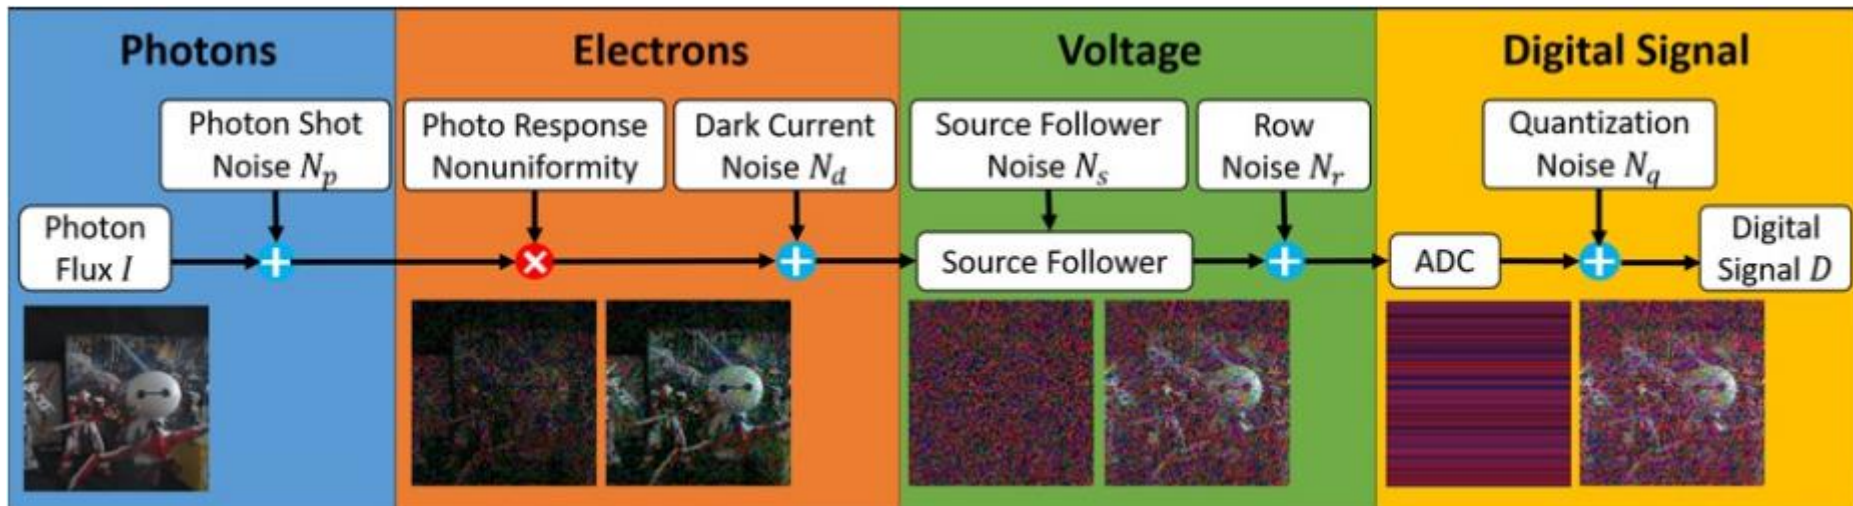 Photons
Electrons
Voltage
Digital Signal
Photon Shot
Noise N_p
Photo Response
Nonuniformity
Dark Current
Noise N_d
Source Follower
Noise N_s
Row
Noise N_r
Quantization
Noise N_q
Photon
Flux I
Source Follower
ADC
Digital
Signal D